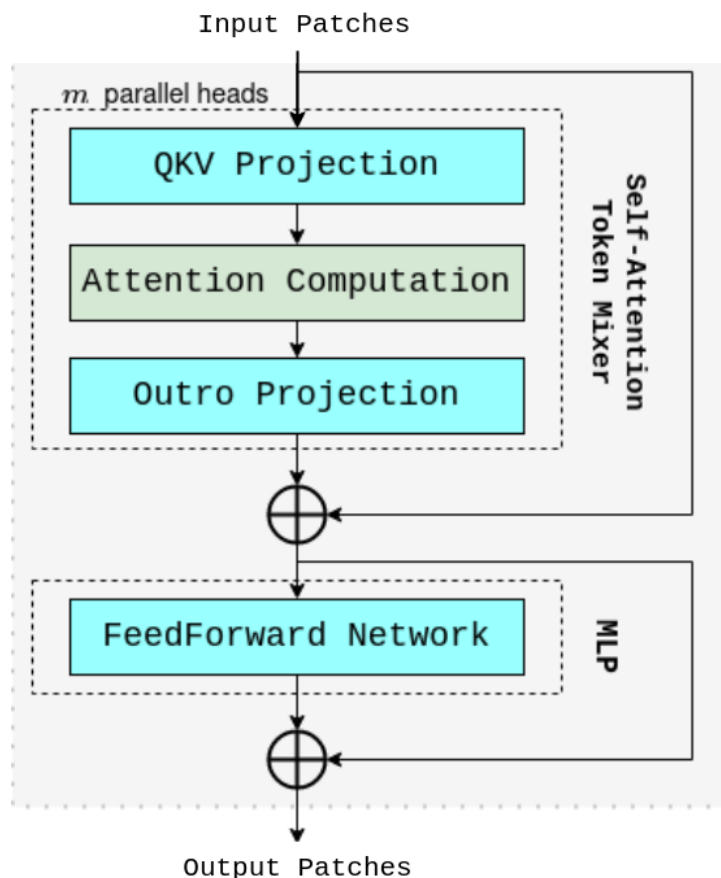 Input Patches
m parallel heads
QKV Projection
Attention Computation
Outro Projection
Self-Attention
Token Mixer
FeedForward Network
MLP
Output Patches